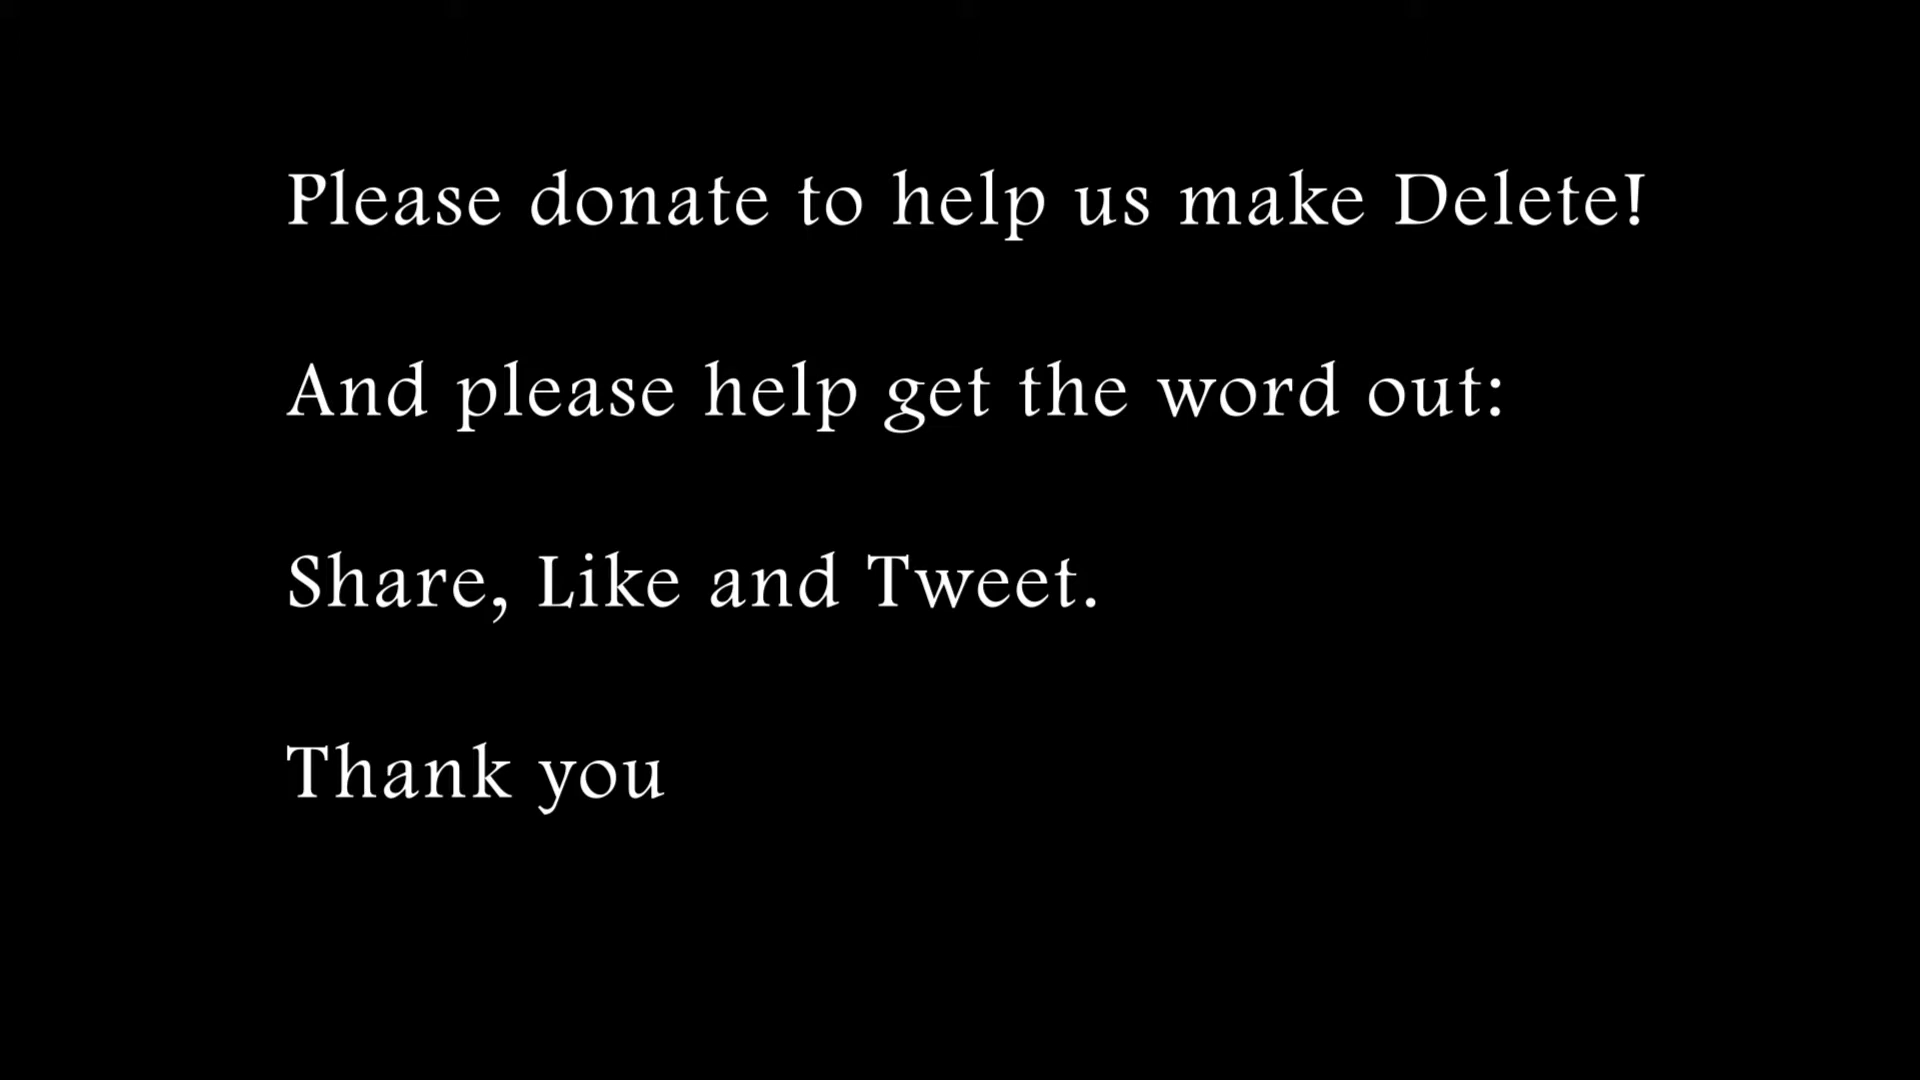 Please donate to help us make Delete!
And please help get the word out:
Share, Like and Tweet.
Thank you